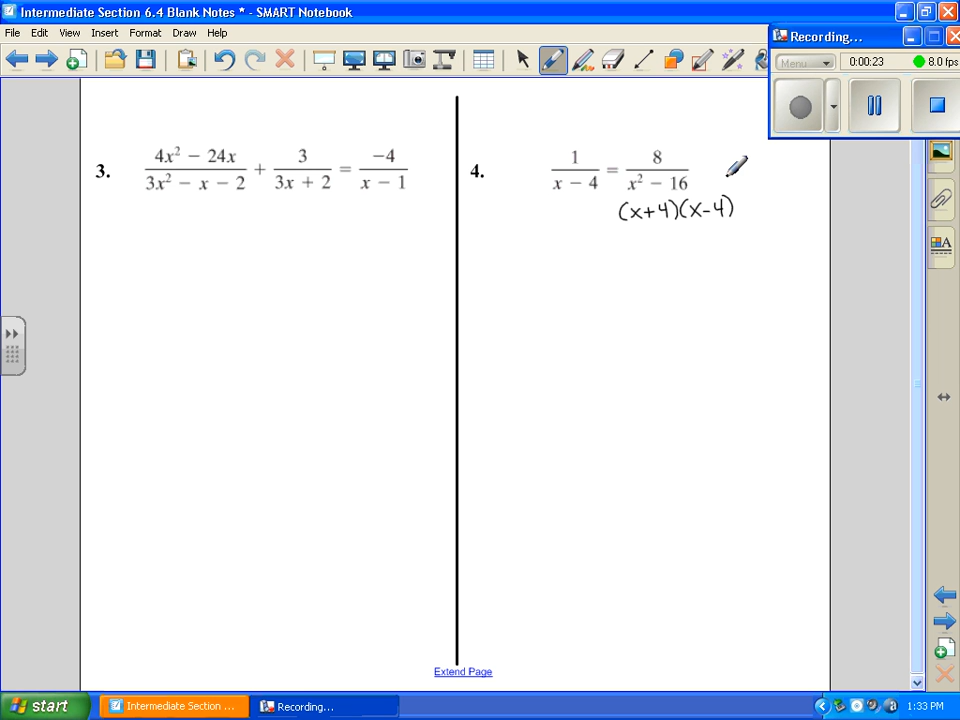 Intermediate Section 6.4 Blank Notes * - SMART Notebook
File Edit View Insert Format Draw Help
Recording...
Menu 0:00:23 8.0 fps
3. (4x² − 24x)/(3x² − x − 2) + 3/(3x + 2) = −4/(x − 1)
4. 1/(x − 4) = 8/(x² − 16)
(x+4)(x-4)
Extend Page
start Intermediate Section ... Recording... 1:33 PM